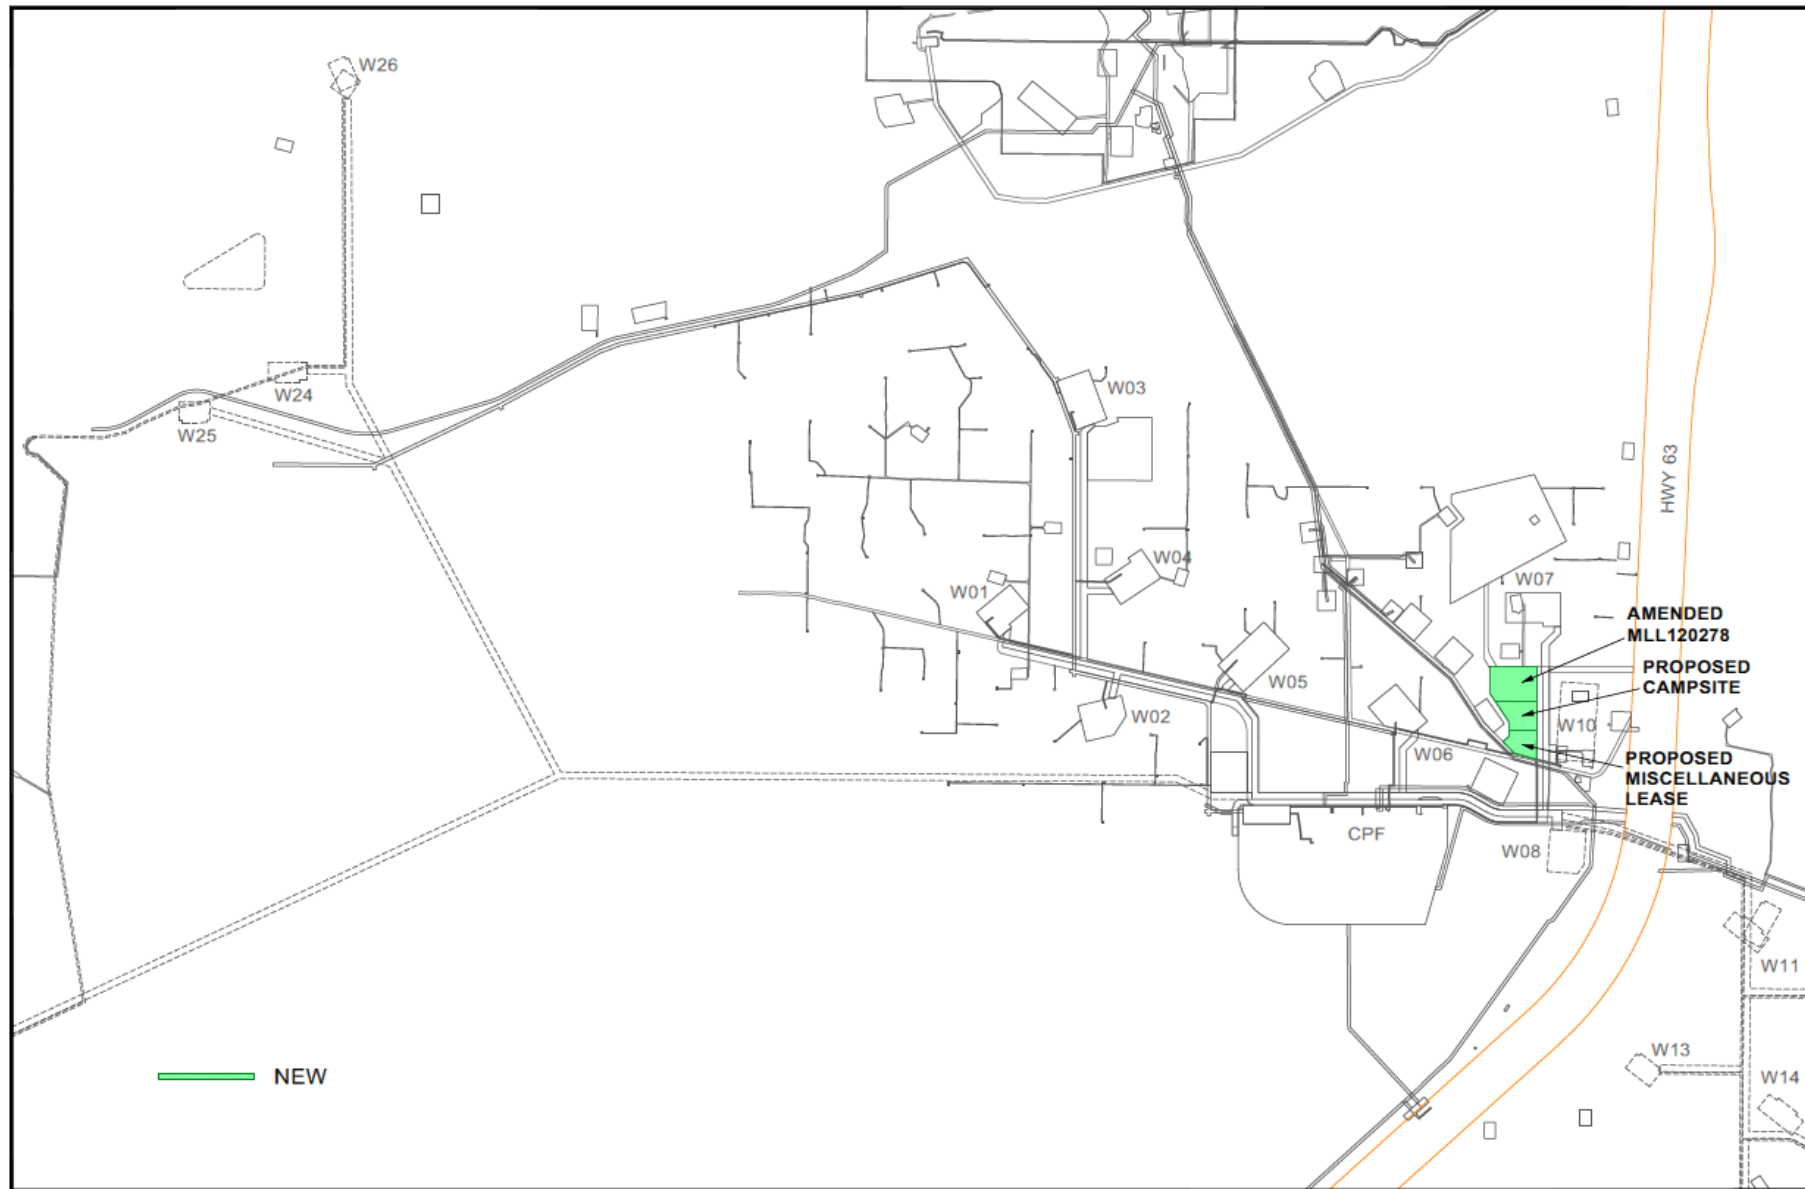 W26
W24
W25
W03
W04
W01
W05
W02
W06
W07
HWY 63
AMENDED
MLL120278
PROPOSED
CAMPSITE
W10
PROPOSED
MISCELLANEOUS
LEASE
CPF
W08
W11
W13
W14
NEW